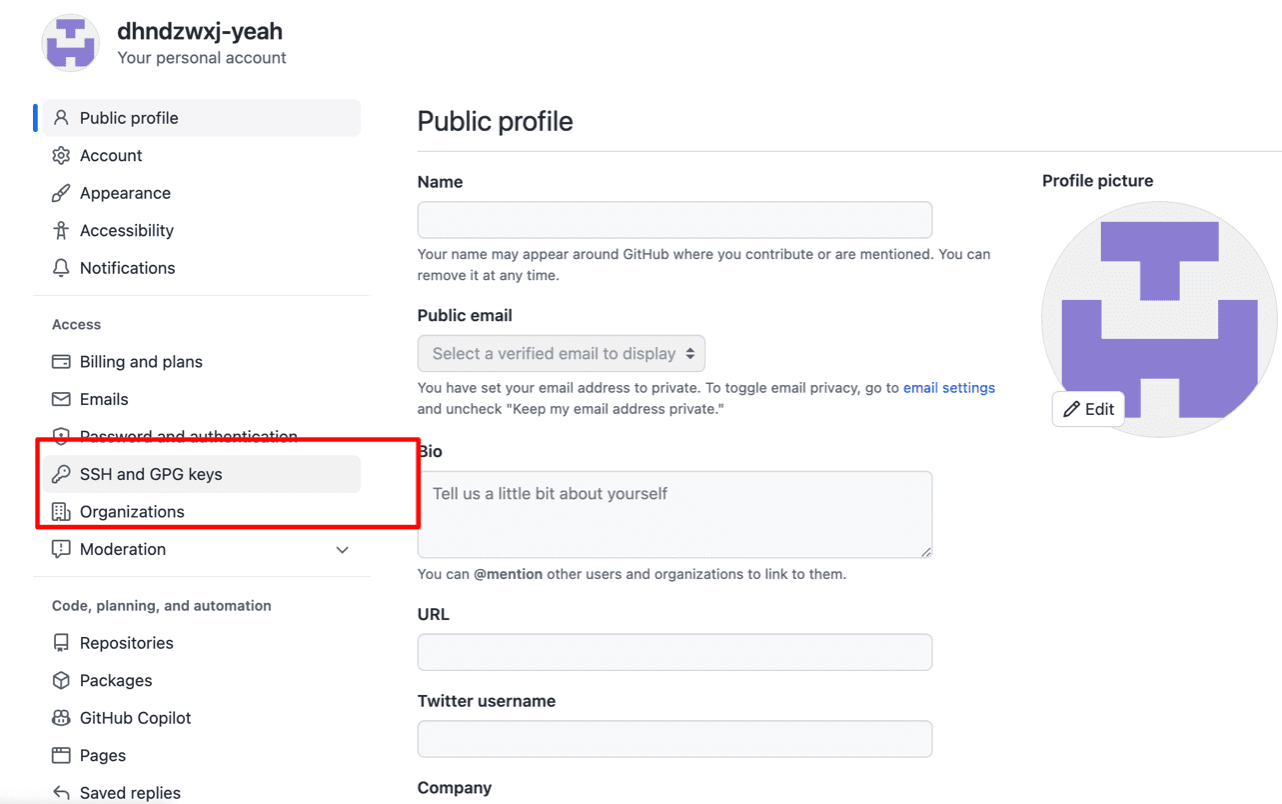 dhndzwxj-yeah
Your personal account
Public profile
Account
Appearance
Accessibility
Notifications
Access
Billing and plans
Emails
Password and authentication
SSH and GPG keys
Organizations
Moderation
Code, planning, and automation
Repositories
Packages
GitHub Copilot
Pages
Saved replies
Public profile
Name
Your name may appear around GitHub where you contribute or are mentioned. You can
remove it at any time.
Public email
Select a verified email to display
You have set your email address to private. To toggle email privacy, go to email settings
and uncheck "Keep my email address private."
Bio
Tell us a little bit about yourself
You can @mention other users and organizations to link to them.
URL
Twitter username
Company
Profile picture
Edit